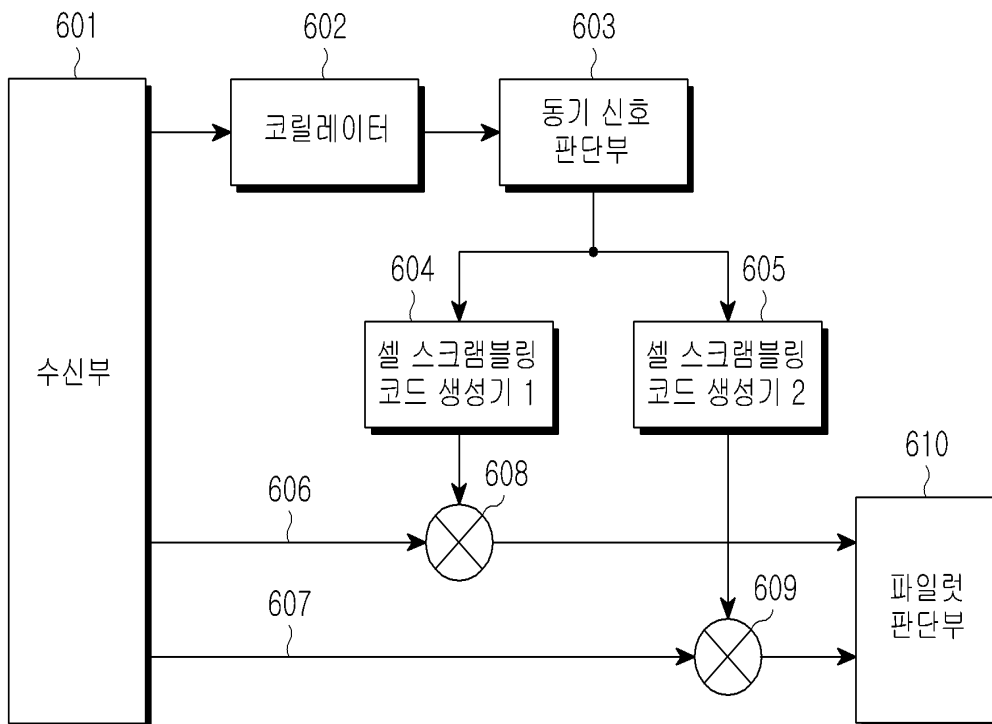 601
602
603
코릴레이터
동기 신호
판단부
604
605
수신부
셀 스크램블링
코드 생성기 1
셀 스크램블링
코드 생성기 2
606
608
610
607
609
파일럿
판단부